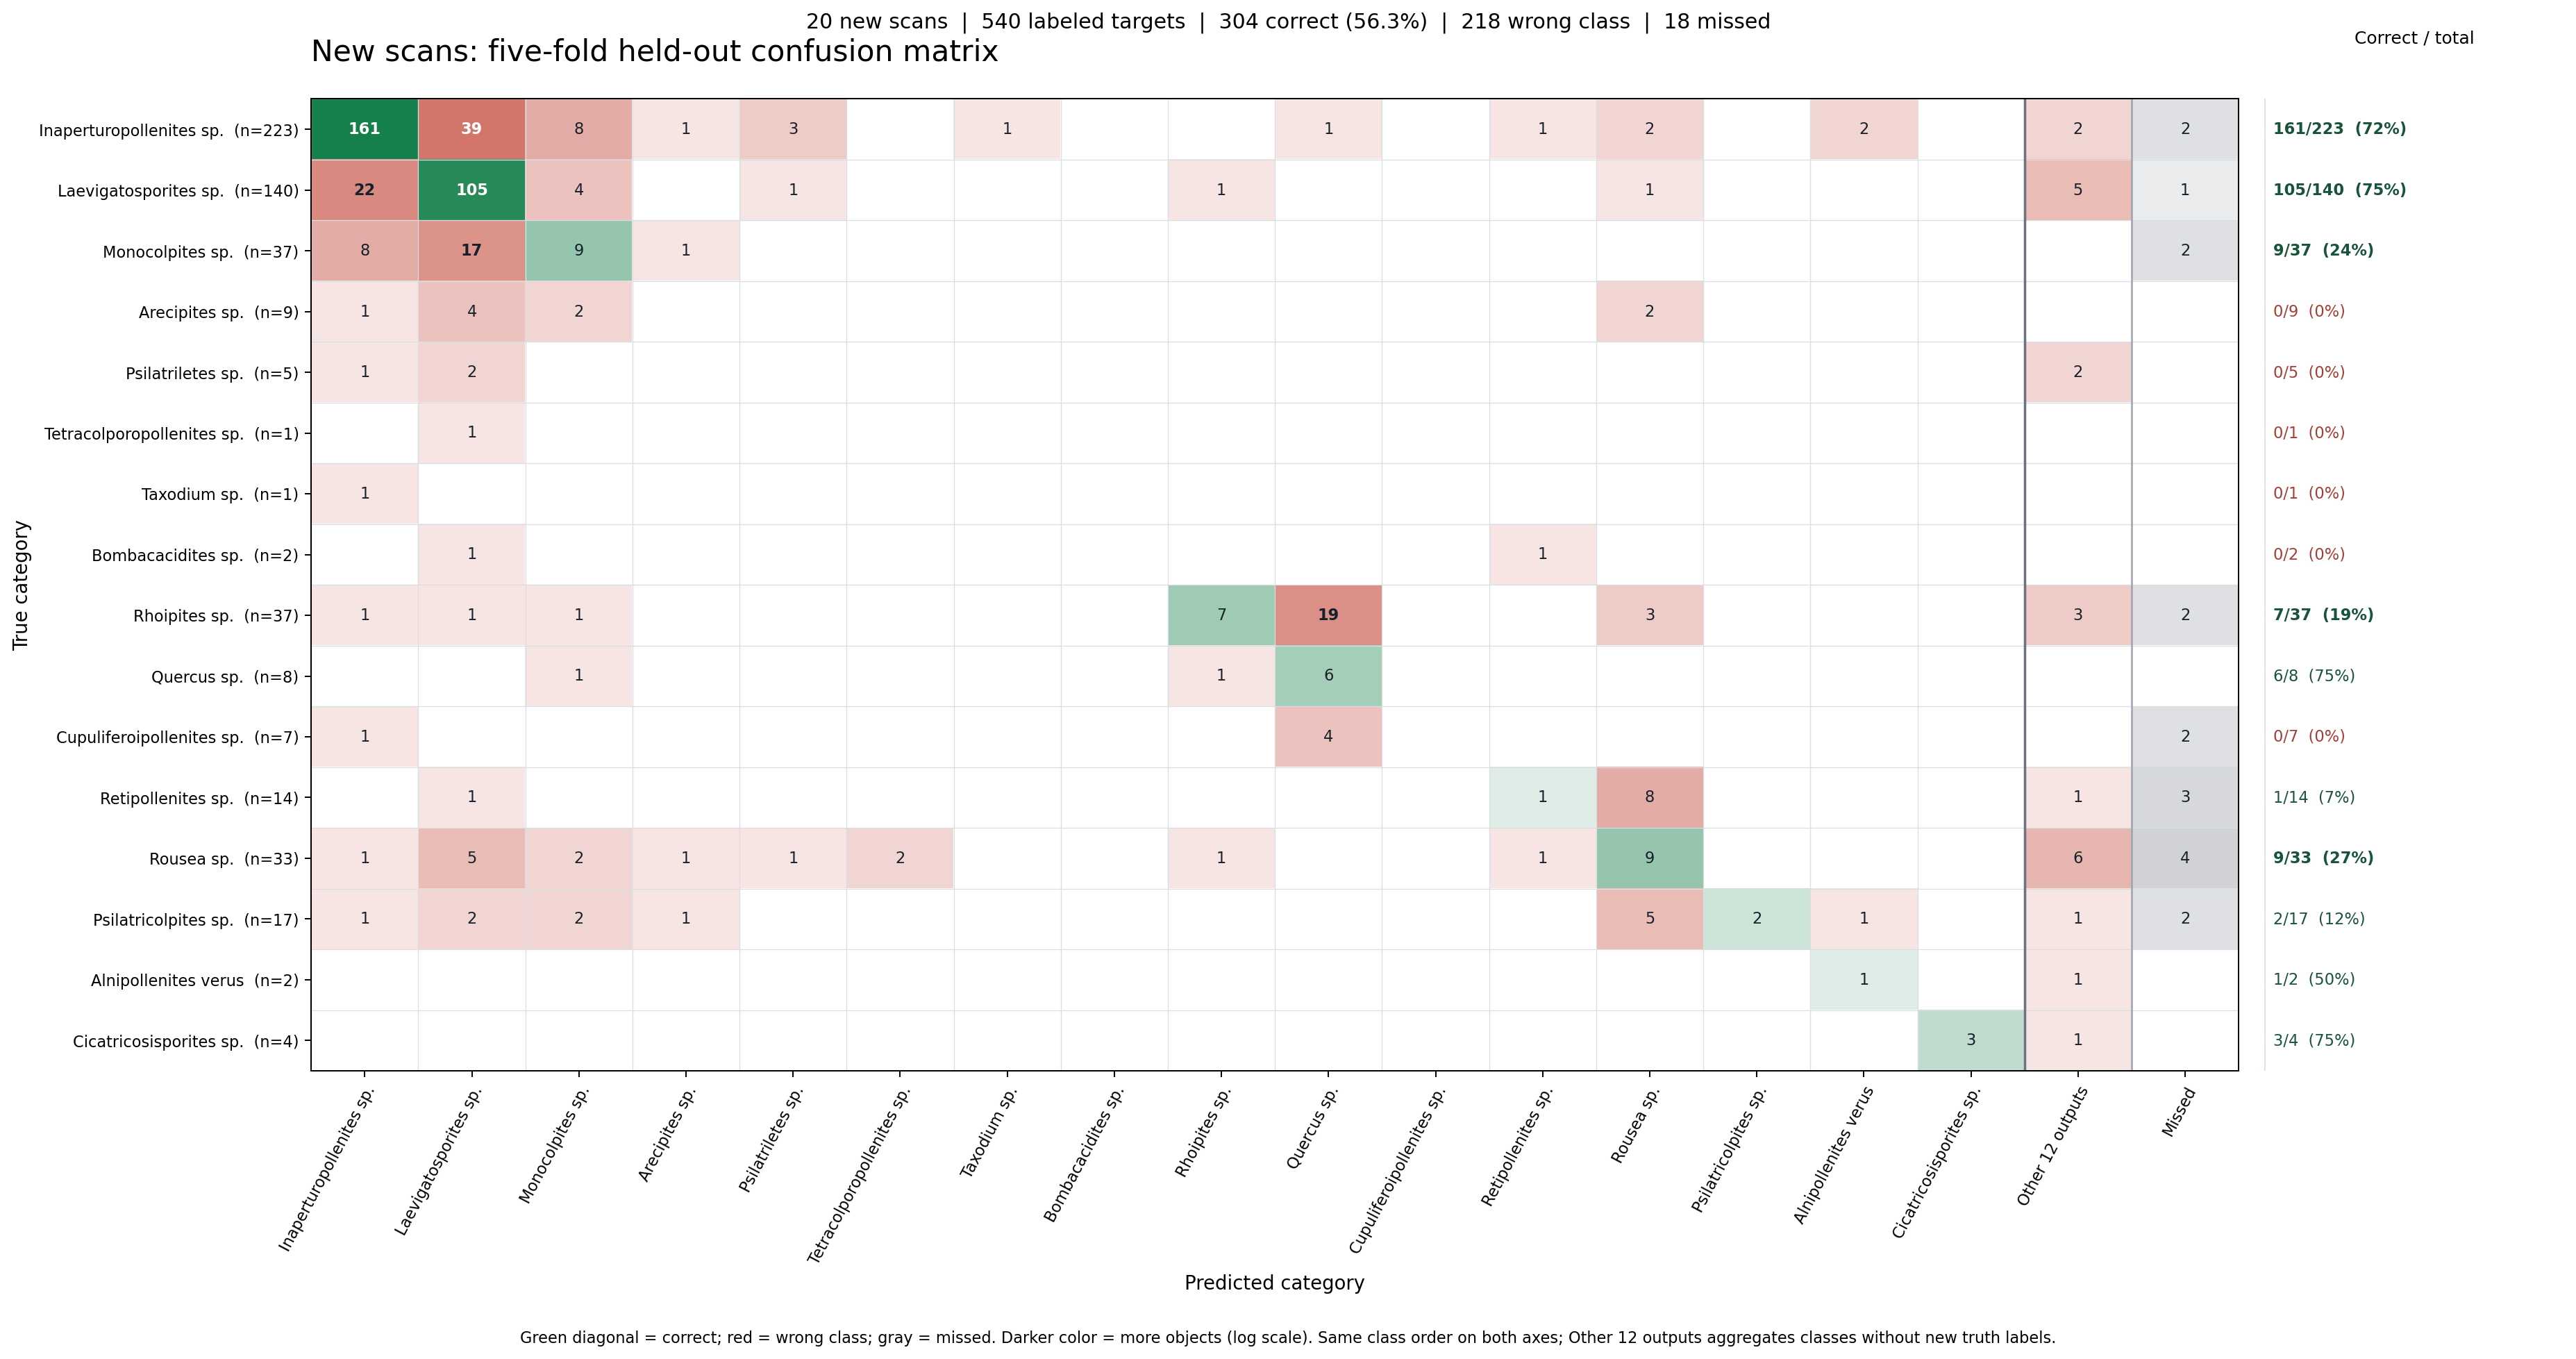 20 new scans | 540 labeled targets | 304 correct (56.3%) | 218 wrong class | 18 missed
New scans: five-fold held-out confusion matrix
Correct / total
True category
Inaperturopollenites sp. (n=223) 161 39 8 1 3 1 1 1 2 2 2 2 161/223 (72%)
Laevigatosporites sp. (n=140) 22 105 4 1 1 1 5 1 105/140 (75%)
Monocolpites sp. (n=37) 8 17 9 1 2 9/37 (24%)
Arecipites sp. (n=9) 1 4 2 2 0/9 (0%)
Psilatriletes sp. (n=5) 1 2 2 0/5 (0%)
Tetracolporopollenites sp. (n=1) 1 0/1 (0%)
Taxodium sp. (n=1) 1 0/1 (0%)
Bombacacidites sp. (n=2) 1 1 0/2 (0%)
Rhoipites sp. (n=37) 1 1 1 7 19 3 3 2 7/37 (19%)
Quercus sp. (n=8) 1 1 6 6/8 (75%)
Cupuliferoipollenites sp. (n=7) 1 4 2 0/7 (0%)
Retipollenites sp. (n=14) 1 1 8 1 3 1/14 (7%)
Rousea sp. (n=33) 1 5 2 1 1 2 1 1 9 6 4 9/33 (27%)
Psilatricolpites sp. (n=17) 1 2 2 1 5 2 1 1 2 2/17 (12%)
Alnipollenites verus (n=2) 1 1 1/2 (50%)
Cicatricosisporites sp. (n=4) 3 1 3/4 (75%)
Inaperturopollenites sp.
Laevigatosporites sp.
Monocolpites sp.
Arecipites sp.
Psilatriletes sp.
Tetracolporopollenites sp.
Taxodium sp.
Bombacacidites sp.
Rhoipites sp.
Quercus sp.
Cupuliferoipollenites sp.
Retipollenites sp.
Rousea sp.
Psilatricolpites sp.
Alnipollenites verus
Cicatricosisporites sp.
Other 12 outputs
Missed
Predicted category
Green diagonal = correct; red = wrong class; gray = missed. Darker color = more objects (log scale). Same class order on both axes; Other 12 outputs aggregates classes without new truth labels.